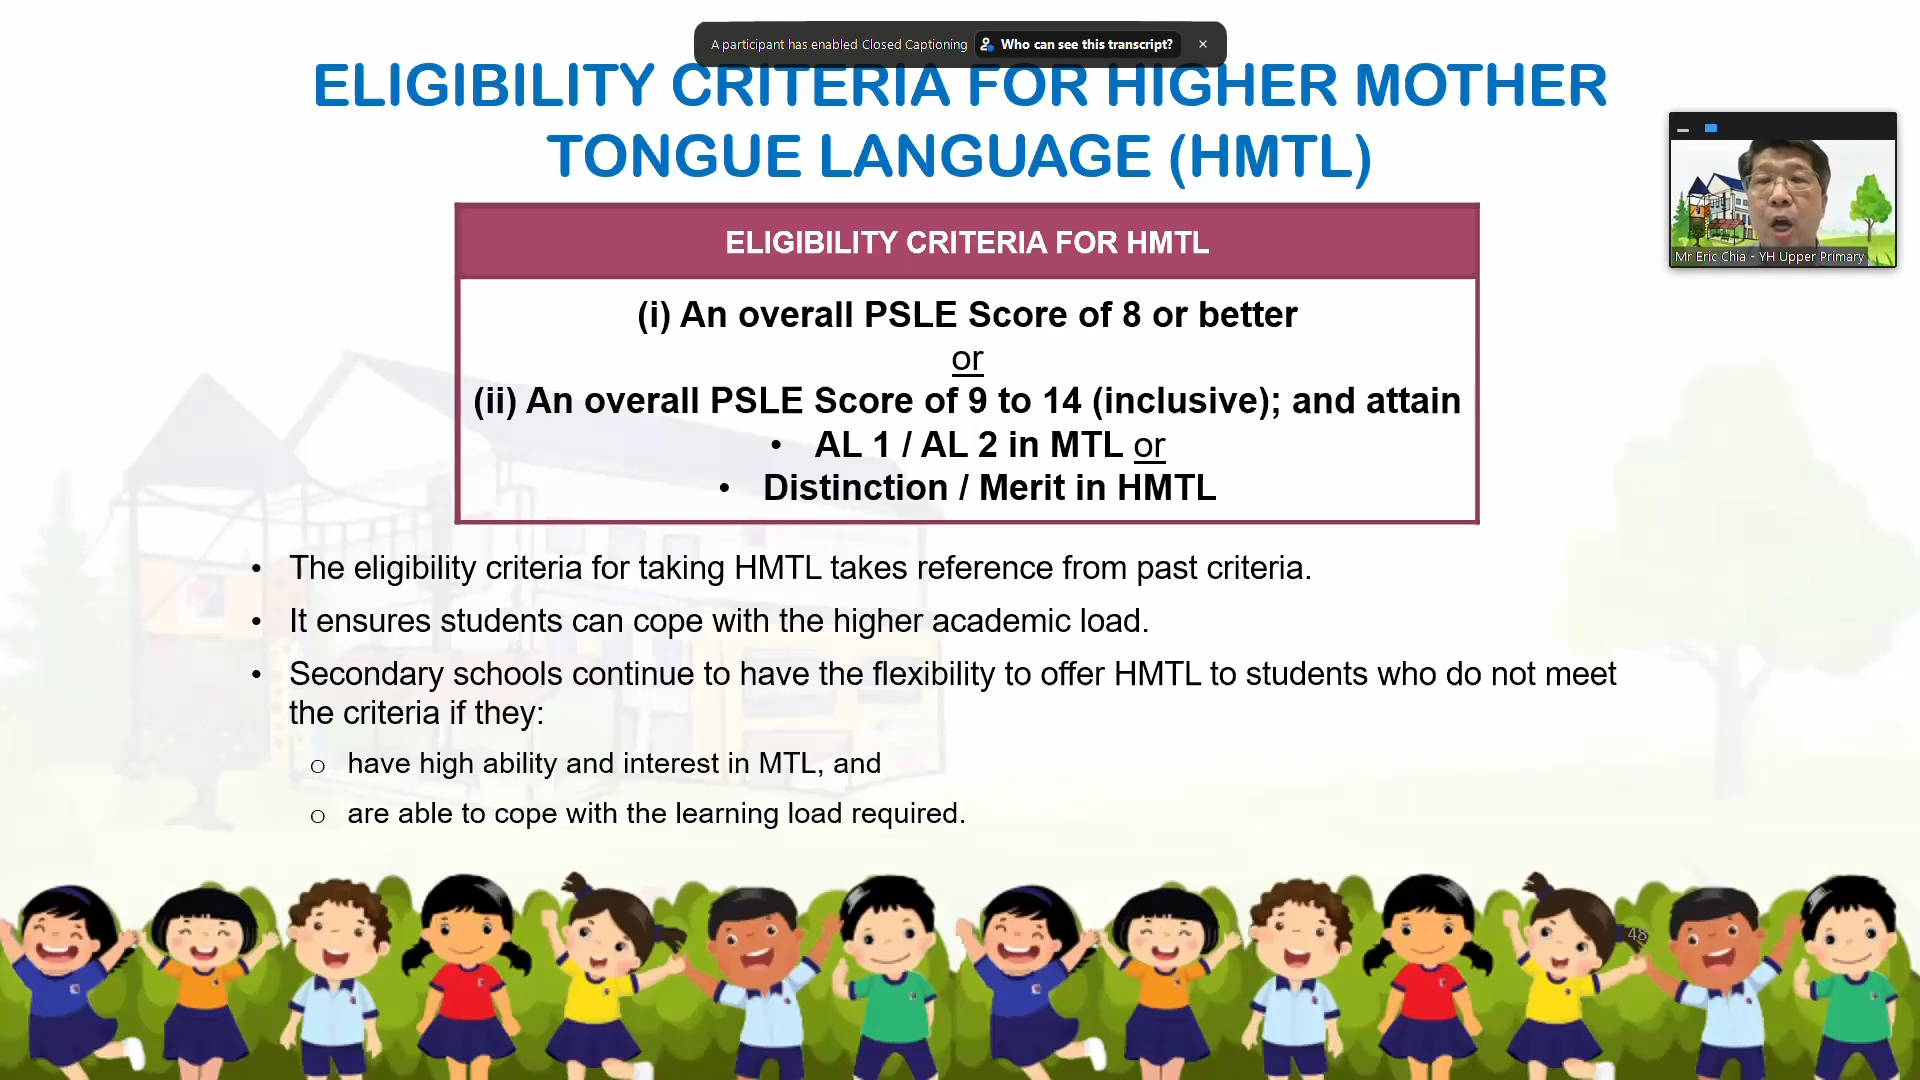 A participant has enabled Closed Captioning Who can see this transcript? ×
ELIGIBILITY CRITERIA FOR HIGHER MOTHER
TONGUE LANGUAGE (HMTL)
Mr Eric Chia - YH Upper Primary
ELIGIBILITY CRITERIA FOR HMTL
(i) An overall PSLE Score of 8 or better
or
(ii) An overall PSLE Score of 9 to 14 (inclusive); and attain
• AL 1 / AL 2 in MTL or
• Distinction / Merit in HMTL
• The eligibility criteria for taking HMTL takes reference from past criteria.
• It ensures students can cope with the higher academic load.
• Secondary schools continue to have the flexibility to offer HMTL to students who do not meet
the criteria if they:
o have high ability and interest in MTL, and
o are able to cope with the learning load required.
48